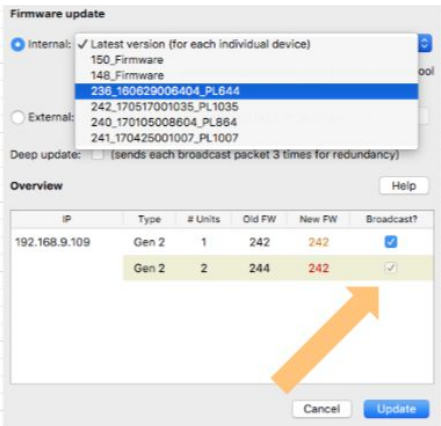 Firmware update
Internal: ✓ Latest version (for each individual device)
150_Firmware
148_Firmware
ool
236_160629006404_PL644
242_170517001035_PL1035
External:
240_170105008604_PL864
241_170425001007_PL1007
Deep update: (sends each broadcast packet 3 times for redundancy)
Overview Help
IP Type # Units Old FW New FW Broadcast?
192.168.9.109 Gen 2 1 242 242
Gen 2 2 244 242
Cancel Update